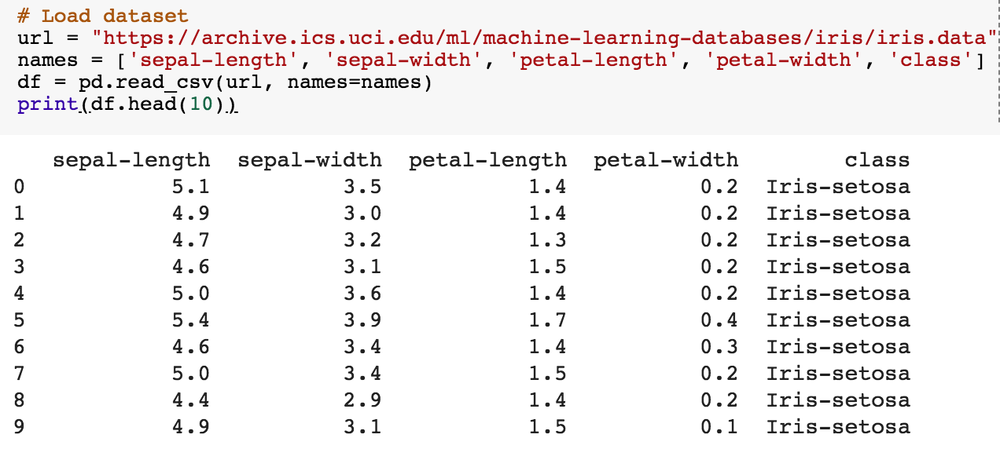 # Load dataset
url = "https://archive.ics.uci.edu/ml/machine-learning-databases/iris/iris.data"
names = ['sepal-length', 'sepal-width', 'petal-length', 'petal-width', 'class']
df = pd.read_csv(url, names=names)
print(df.head(10))
sepal-length sepal-width petal-length petal-width class
0 5.1 3.5 1.4 0.2 Iris-setosa
1 4.9 3.0 1.4 0.2 Iris-setosa
2 4.7 3.2 1.3 0.2 Iris-setosa
3 4.6 3.1 1.5 0.2 Iris-setosa
4 5.0 3.6 1.4 0.2 Iris-setosa
5 5.4 3.9 1.7 0.4 Iris-setosa
6 4.6 3.4 1.4 0.3 Iris-setosa
7 5.0 3.4 1.5 0.2 Iris-setosa
8 4.4 2.9 1.4 0.2 Iris-setosa
9 4.9 3.1 1.5 0.1 Iris-setosa